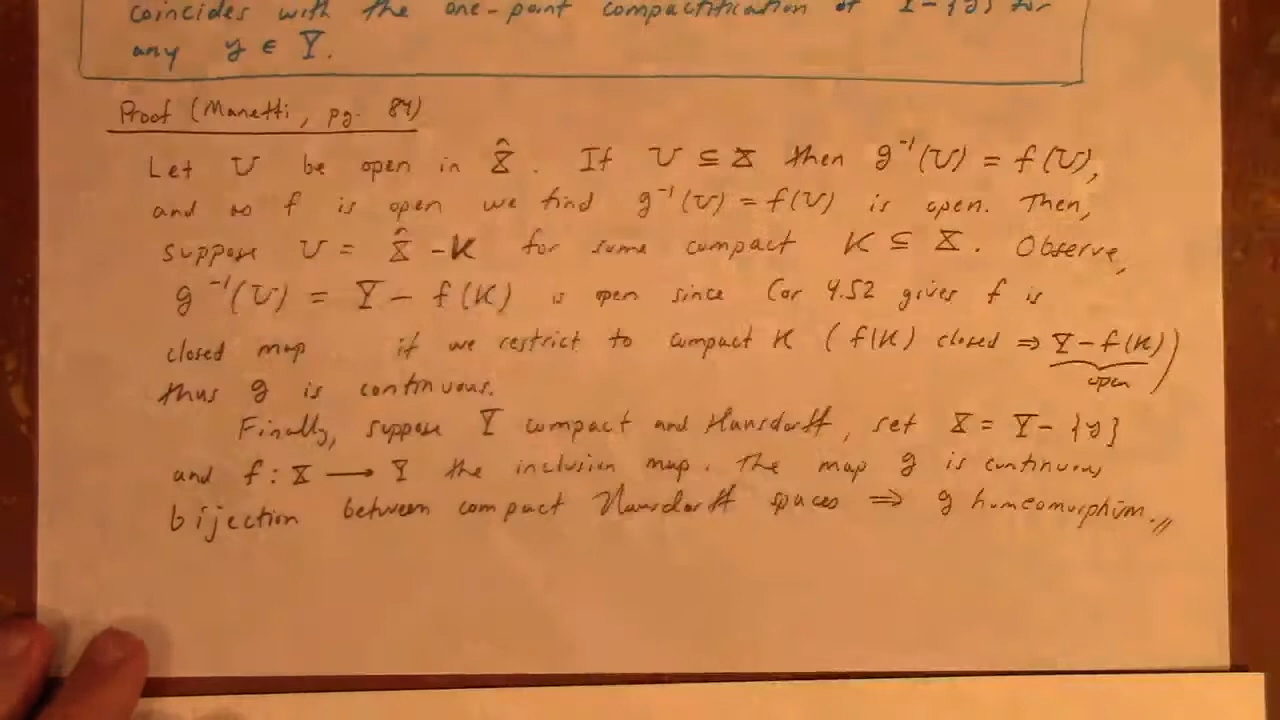 coincides with the one-point compactification of Y-{y} for
any y ∈ Y.
Proof (Manetti, pg. 84)
Let U be open in X̂. If U ⊆ X then g⁻¹(U) = f(U),
and as f is open we find g⁻¹(U) = f(U) is open. Then,
suppose U = X̂ - K for some compact K ⊆ X. Observe,
g⁻¹(U) = Y - f(K) is open since Cor 4.52 gives f is
closed map if we restrict to compact K (f(K) closed ⇒ Y-f(K))
open
thus g is continuous.
Finally, suppose Y compact and Hausdorff, set X = Y-{y}
and f: X → Y the inclusion map. The map g is continuous
bijection between compact Hausdorff spaces ⇒ g homeomorphism.//